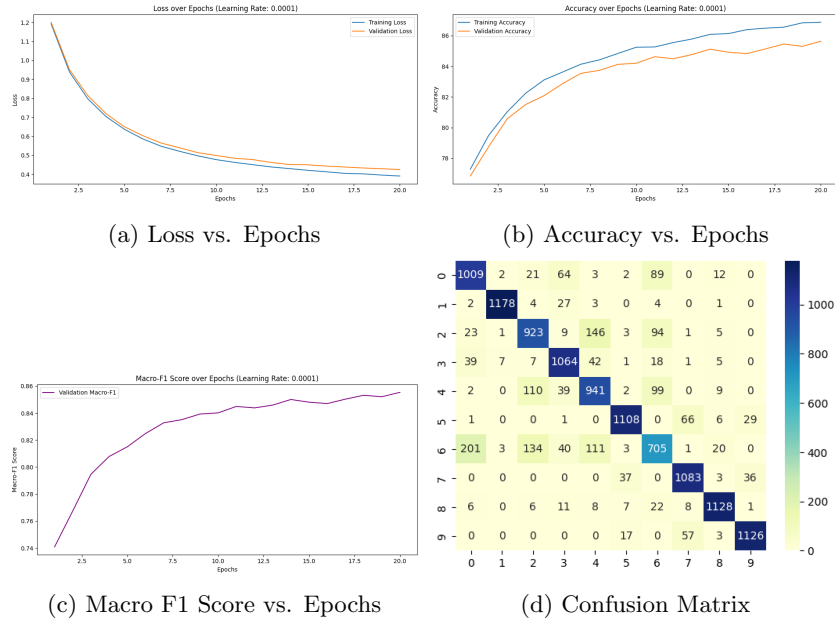 Loss over Epochs (Learning Rate: 0.0001)
Training Loss
Validation Loss
1.2
1.1
1.0
0.9
0.8
0.7
0.6
0.5
0.4
Loss
2.5 5.0 7.5 10.0 12.5 15.0 17.5 20.0
Epochs
(a) Loss vs. Epochs
Accuracy over Epochs (Learning Rate: 0.0001)
Training Accuracy
Validation Accuracy
86
84
82
80
78
Accuracy
2.5 5.0 7.5 10.0 12.5 15.0 17.5 20.0
Epochs
(b) Accuracy vs. Epochs
Macro-F1 Score over Epochs (Learning Rate: 0.0001)
Validation Macro-F1
0.86
0.84
0.82
0.80
0.78
0.76
0.74
Macro-F1 Score
2.5 5.0 7.5 10.0 12.5 15.0 17.5 20.0
Epochs
(c) Macro F1 Score vs. Epochs
0 1009 2 21 64 3 2 89 0 12 0
1 2 1178 4 27 3 0 4 0 1 0
2 23 1 923 9 146 3 94 1 5 0
3 39 7 7 1064 42 1 18 1 5 0
4 2 0 110 39 941 2 99 0 9 0
5 1 0 0 1 0 1108 0 66 6 29
6 201 3 134 40 111 3 705 1 20 0
7 0 0 0 0 0 37 0 1083 3 36
8 6 0 6 11 8 7 22 8 1128 1
9 0 0 0 0 0 17 0 57 3 1126
0 1 2 3 4 5 6 7 8 9
1000
800
600
400
200
0
(d) Confusion Matrix